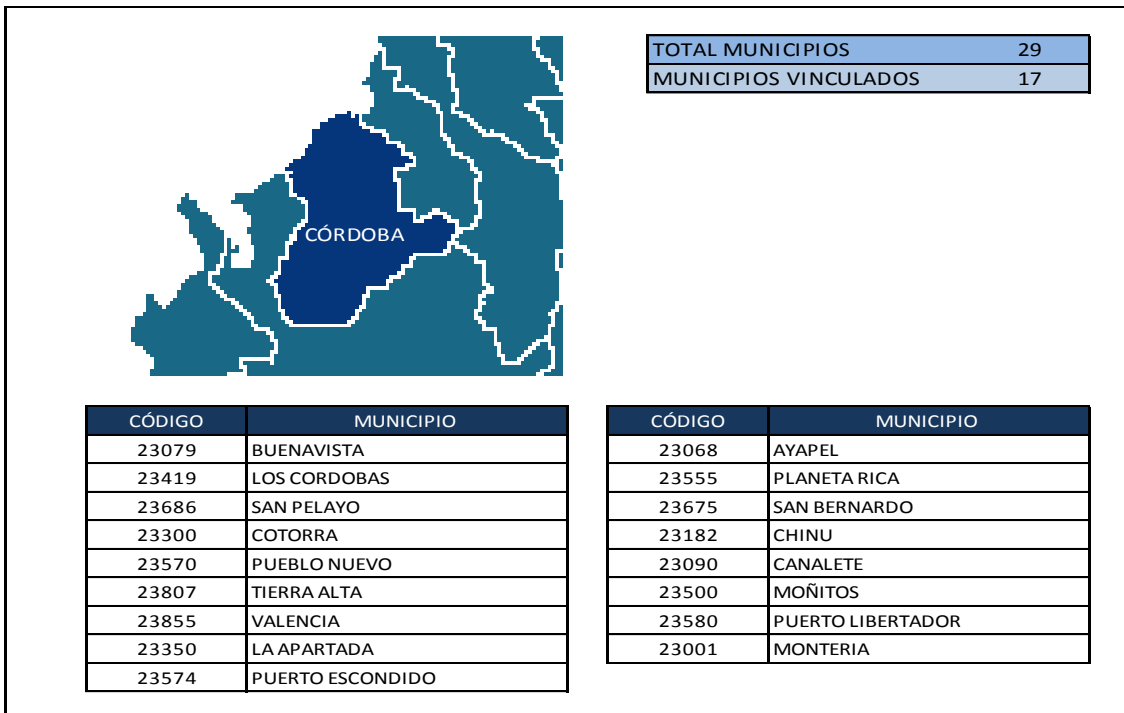 TOTAL MUNICIPIOS 29
MUNICIPIOS VINCULADOS 17
CÓRDOBA
CÓDIGO MUNICIPIO
23079 BUENAVISTA
23419 LOS CORDOBAS
23686 SAN PELAYO
23300 COTORRA
23570 PUEBLO NUEVO
23807 TIERRA ALTA
23855 VALENCIA
23350 LA APARTADA
23574 PUERTO ESCONDIDO
CÓDIGO MUNICIPIO
23068 AYAPEL
23555 PLANETA RICA
23675 SAN BERNARDO
23182 CHINU
23090 CANALETE
23500 MOÑITOS
23580 PUERTO LIBERTADOR
23001 MONTERIA